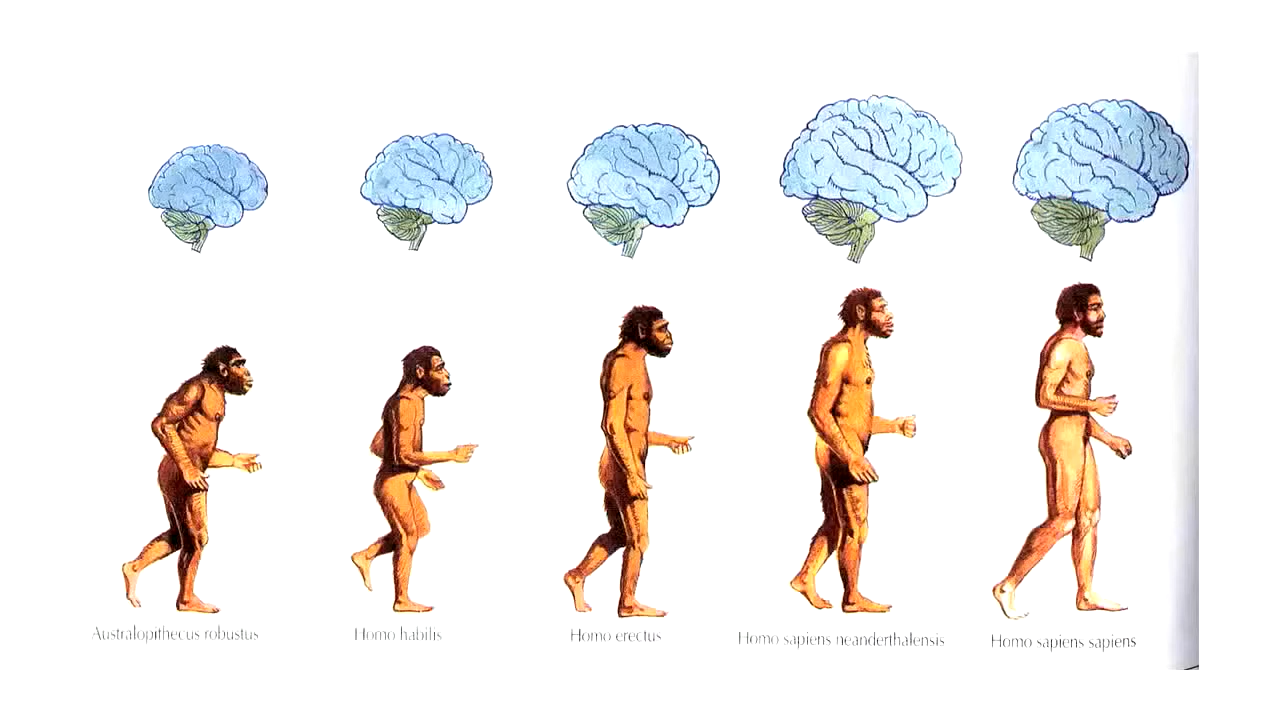 Australopithecus robustus
Homo habilis
Homo erectus
Homo sapiens neanderthalensis
Homo sapiens sapiens